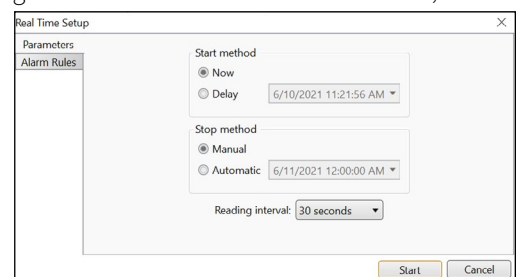 Real Time Setup
Parameters
Alarm Rules
Start method
Now
Delay 6/10/2021 11:21:56 AM
Stop method
Manual
Automatic 6/11/2021 12:00:00 AM
Reading interval: 30 seconds
Start Cancel